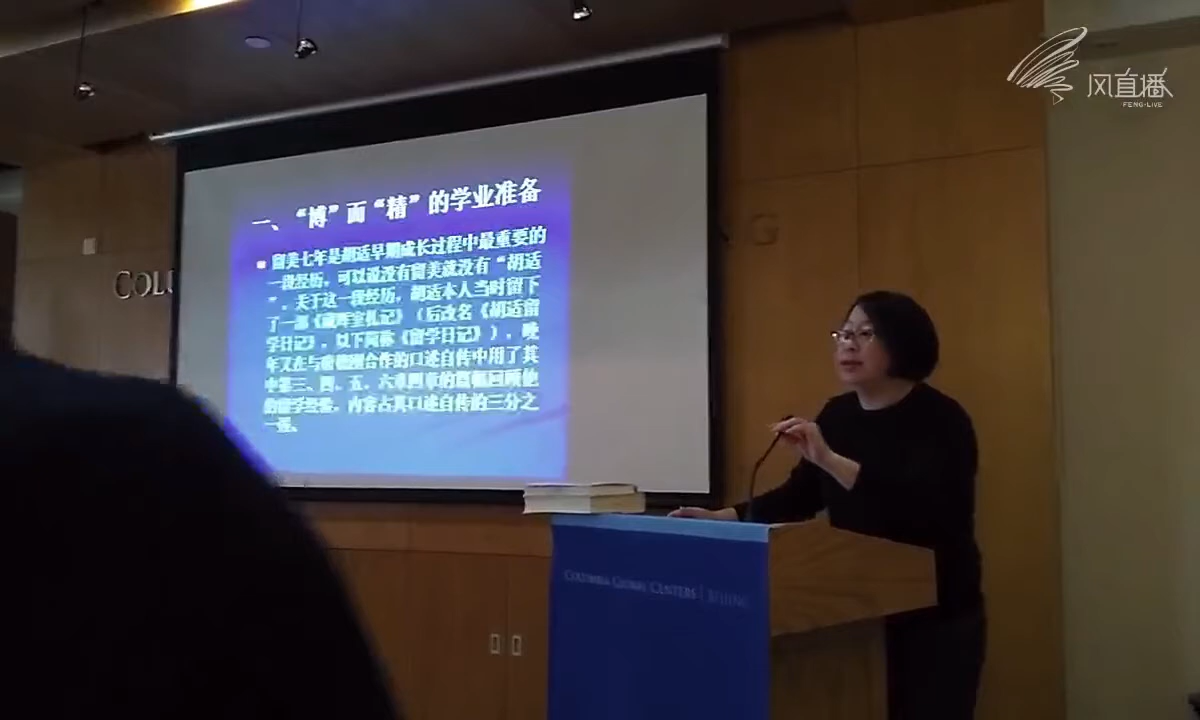 风直播
FENG·LIVE
一、“博”而“精”的学业准备
留美七年是胡适早期成长过程中最重要的
一段经历，可以说没有留美就没有“胡适
”。关于这一段经历，胡适本人当时留下
了一部《藏晖室札记》（后改名《胡适留
学日记》，以下简称《留学日记》），晚
年又在与唐德刚合作的口述自传中用了其
中第三、四、五、六章四章的篇幅回顾他
的留学经验，内容占其口述自传的三分之
一强。
COLU
COLUMBIA GLOBAL CENTERS | BEIJING